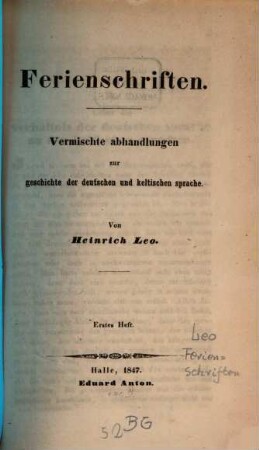 Ferienschriften.
Vermischte abhandlungen
zur
geschichte der deutschen und keltischen sprache.
Von
Heinrich Leo.
Erstes Heft.
Halle, 1847.
Eduard Anton.
Leo
Ferien-
Schriften
BG